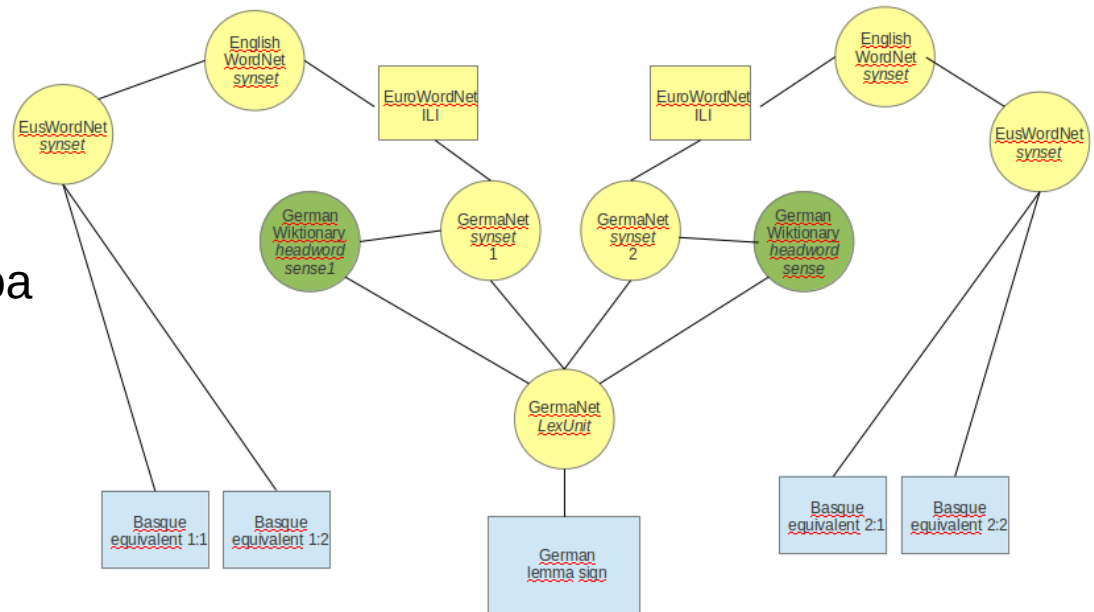 English
WordNet
synset
English
WordNet
synset
EuroWordNet
ILI
EuroWordNet
ILI
EusWordNet
synset
EusWordNet
synset
German
Wiktionary
headword
sense1
GermaNet
synset
1
GermaNet
synset
2
German
Wiktionary
headword
sense
GermaNet
LexUnit
Basque
equivalent 1:1
Basque
equivalent 1:2
Basque
equivalent 2:1
Basque
equivalent 2:2
German
lemma sign